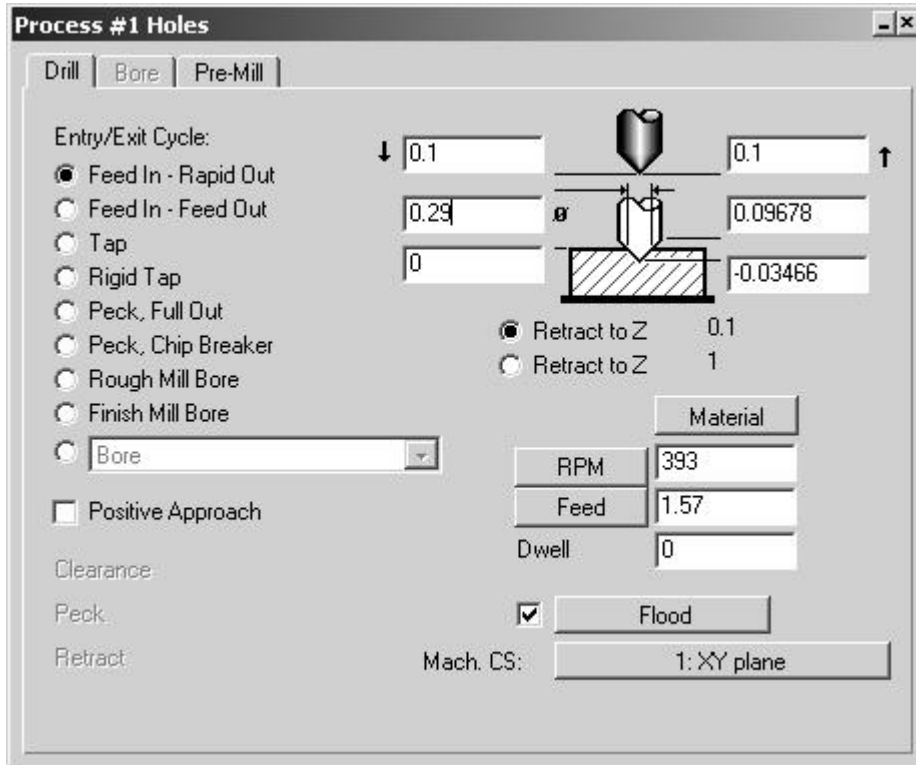 Process #1 Holes
Drill Bore Pre-Mill
Entry/Exit Cycle:
0.1 0.1
Feed In - Rapid Out
Feed In - Feed Out
0.29 ø 0.09678
Tap
0 -0.03466
Rigid Tap
Peck, Full Out
Retract to Z 0.1
Peck, Chip Breaker
Retract to Z 1
Rough Mill Bore
Finish Mill Bore
Material
Bore
RPM 393
Feed 1.57
Positive Approach
Dwell 0
Clearance
Peck
Flood
Retract
Mach. CS: 1: XY plane